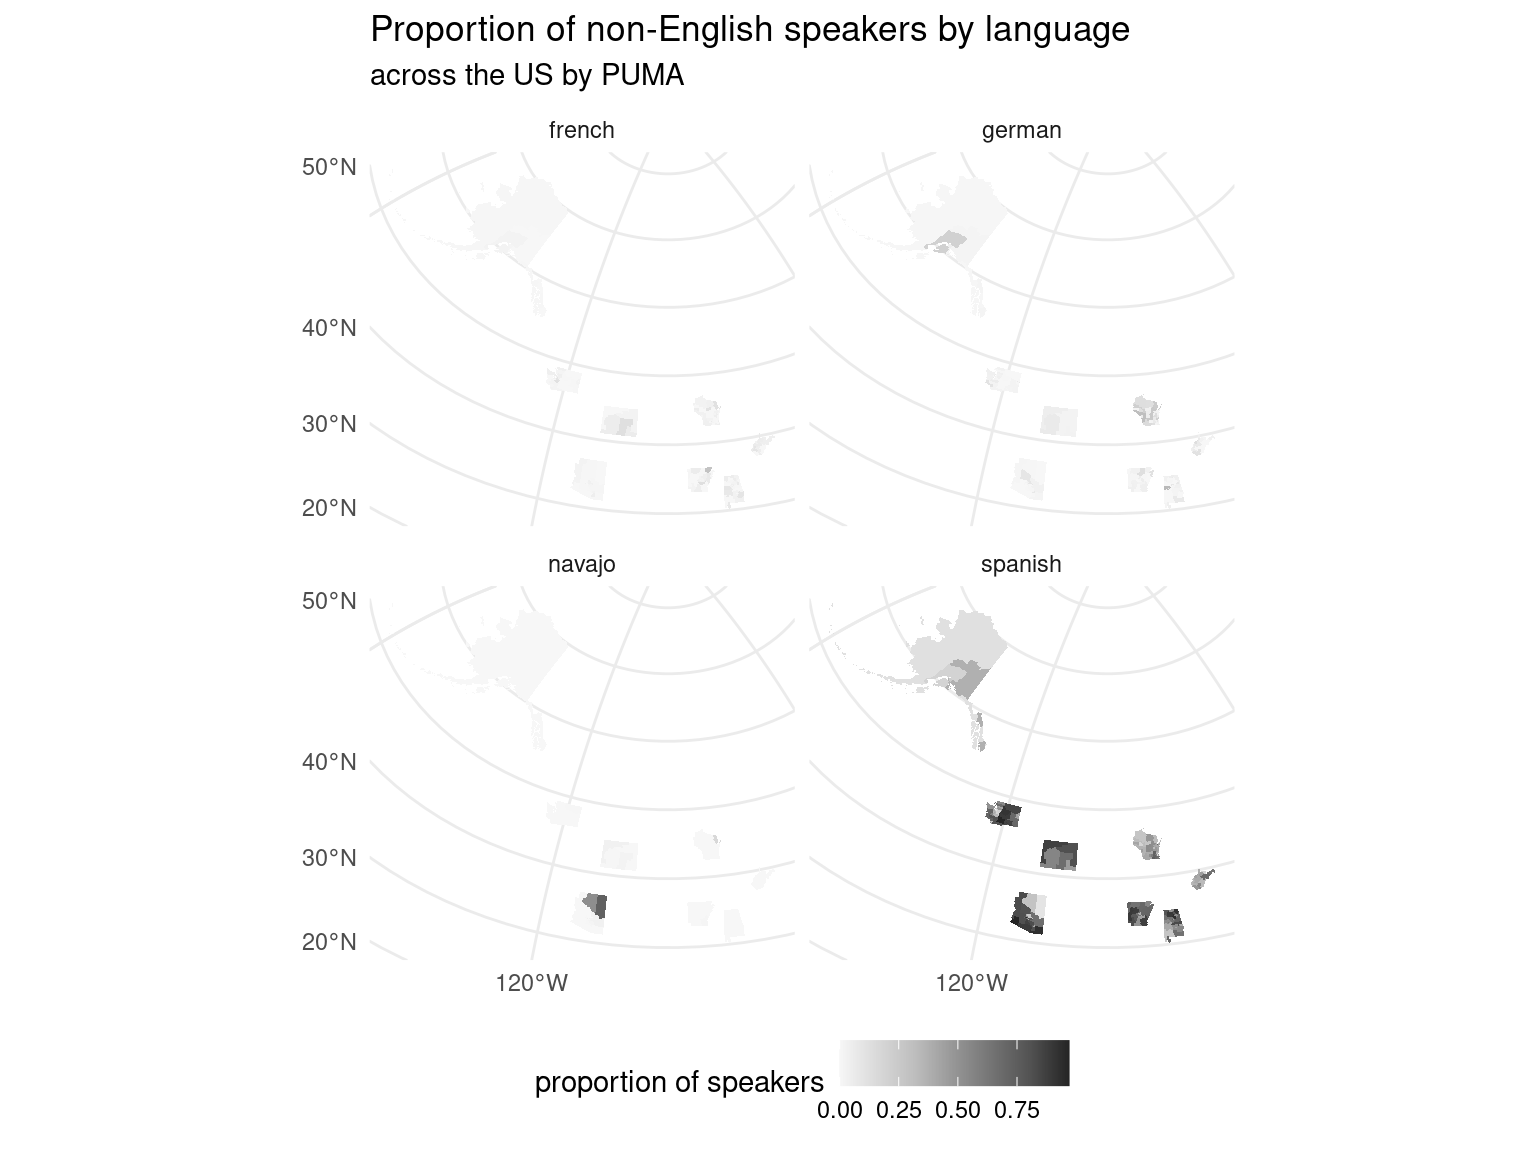 Proportion of non-English speakers by language
across the US by PUMA
french
german
50°N
40°N
30°N
20°N
navajo
spanish
50°N
40°N
30°N
20°N
120°W
120°W
proportion of speakers
0.00 0.25 0.50 0.75